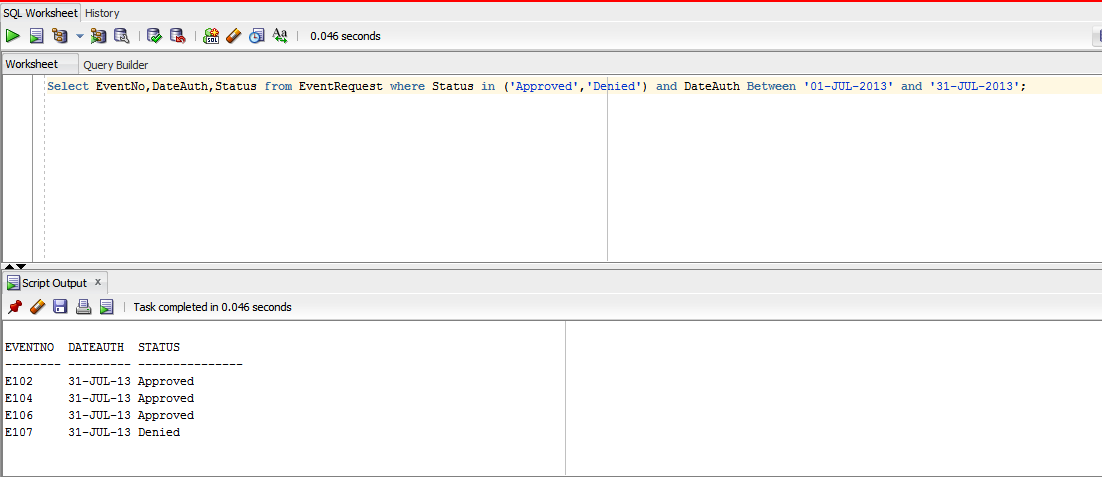 SQL Worksheet History
SQL Aa 0.046 seconds
Worksheet Query Builder
Select EventNo,DateAuth,Status from EventRequest where Status in ('Approved','Denied') and DateAuth Between '01-JUL-2013' and '31-JUL-2013';
Script Output x
Task completed in 0.046 seconds
EVENTNO DATEAUTH STATUS
-------- --------- ---------------
E102 31-JUL-13 Approved
E104 31-JUL-13 Approved
E106 31-JUL-13 Approved
E107 31-JUL-13 Denied